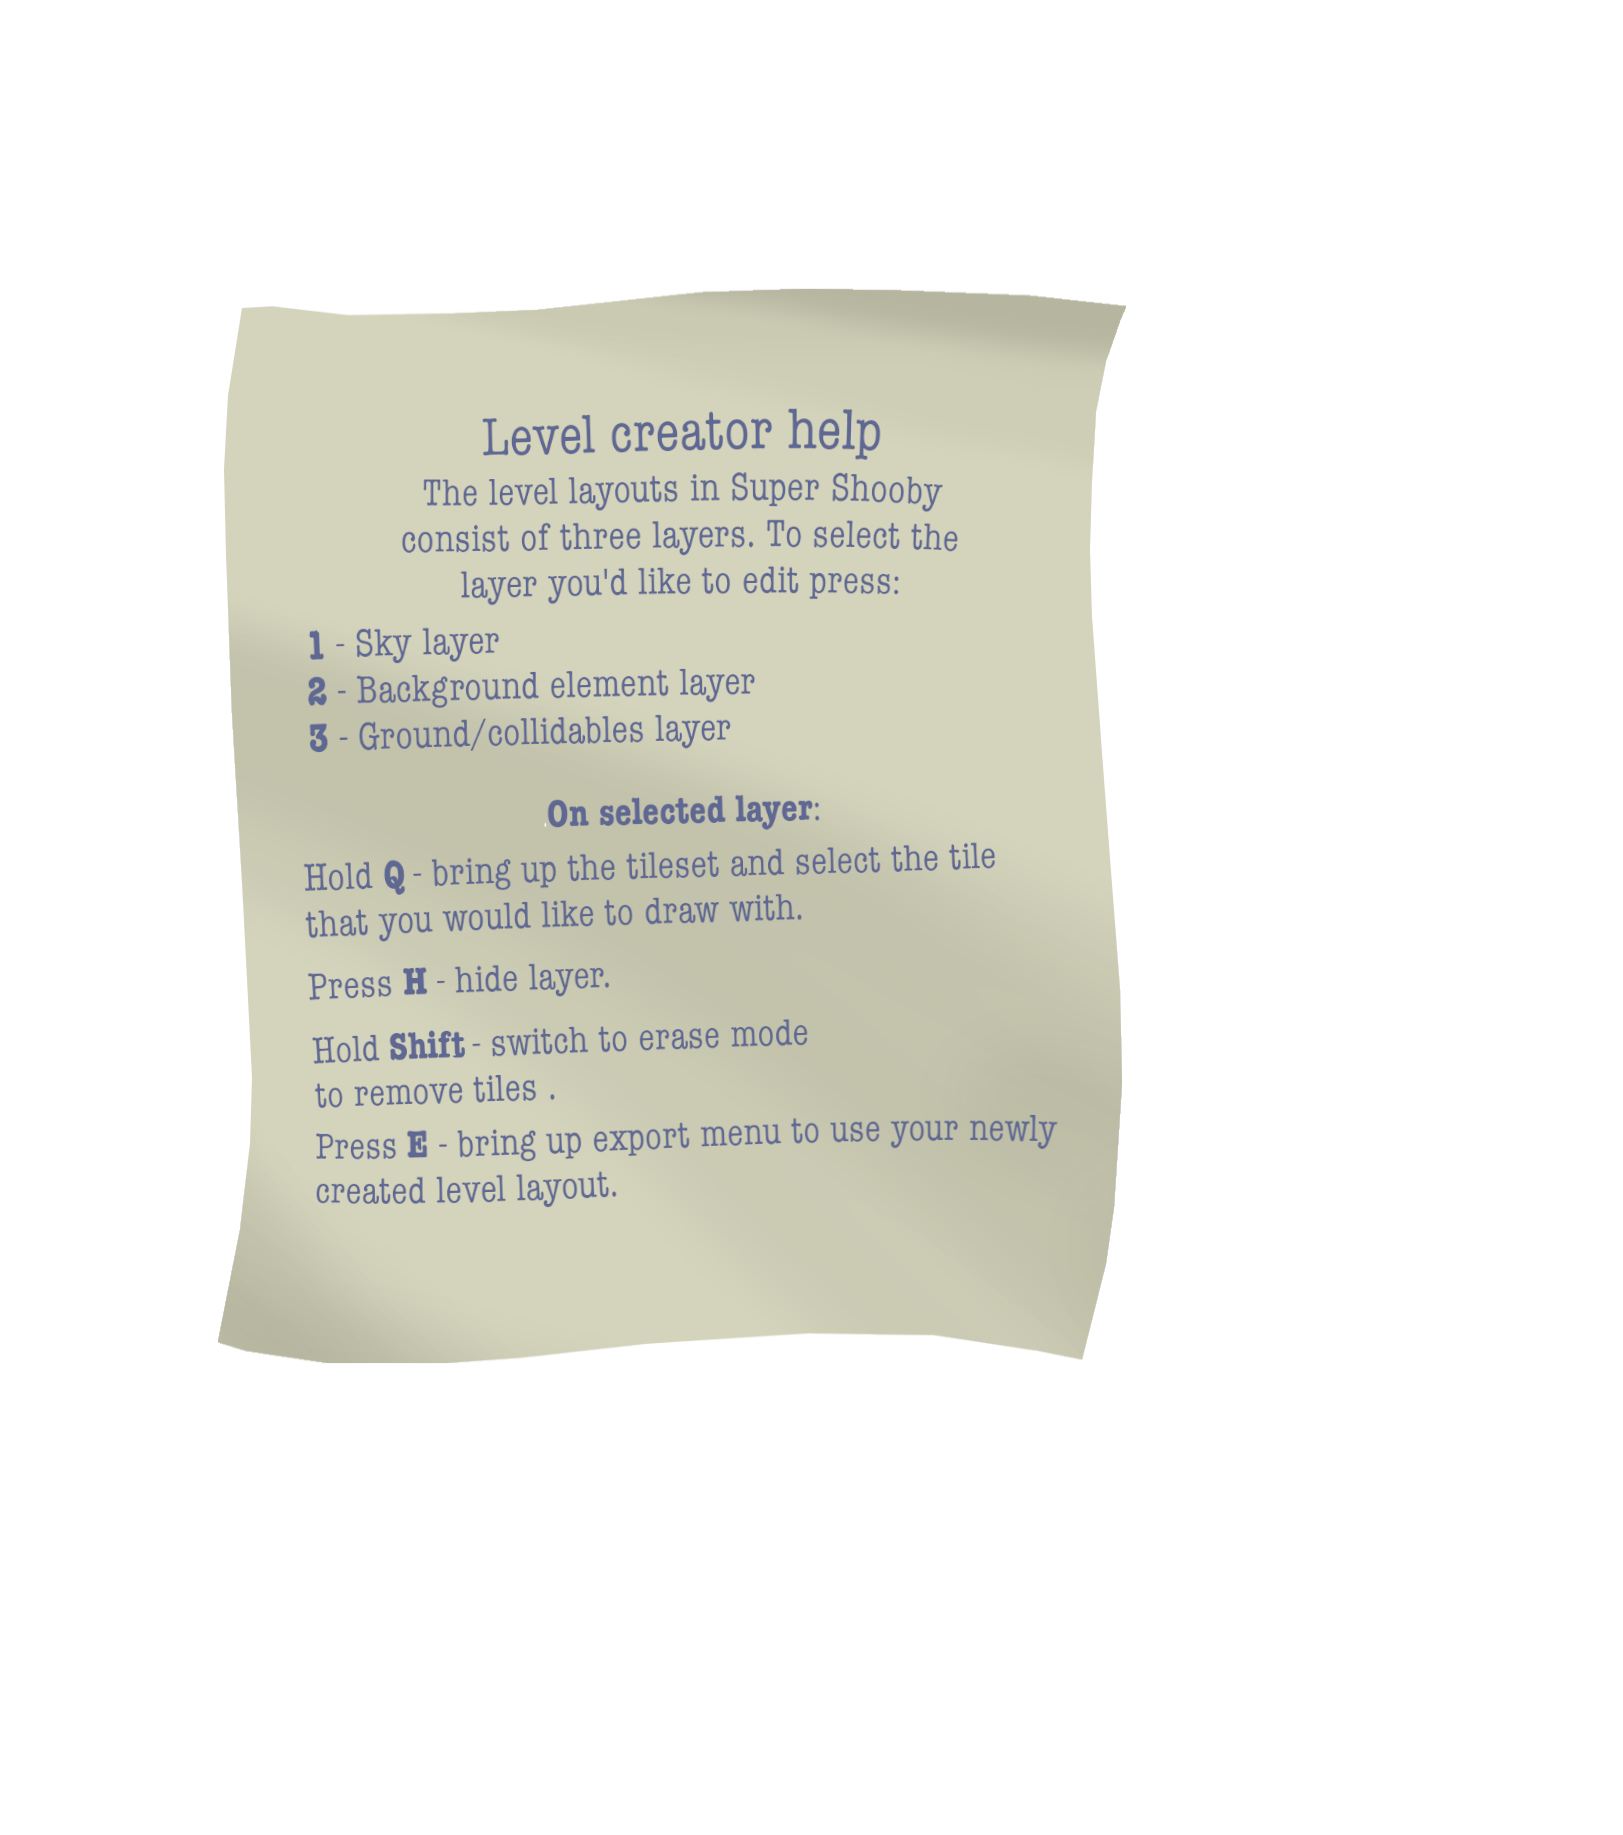 Level creator help
The level layouts in Super Shooby
consist of three layers. To select the
layer you'd like to edit press:
1 - Sky layer
2 - Background element layer
3 - Ground/collidables layer
On selected layer:
Hold Q - bring up the tileset and select the tile
that you would like to draw with.
Press H - hide layer.
Hold Shift - switch to erase mode
to remove tiles .
Press E - bring up export menu to use your newly
created level layout.